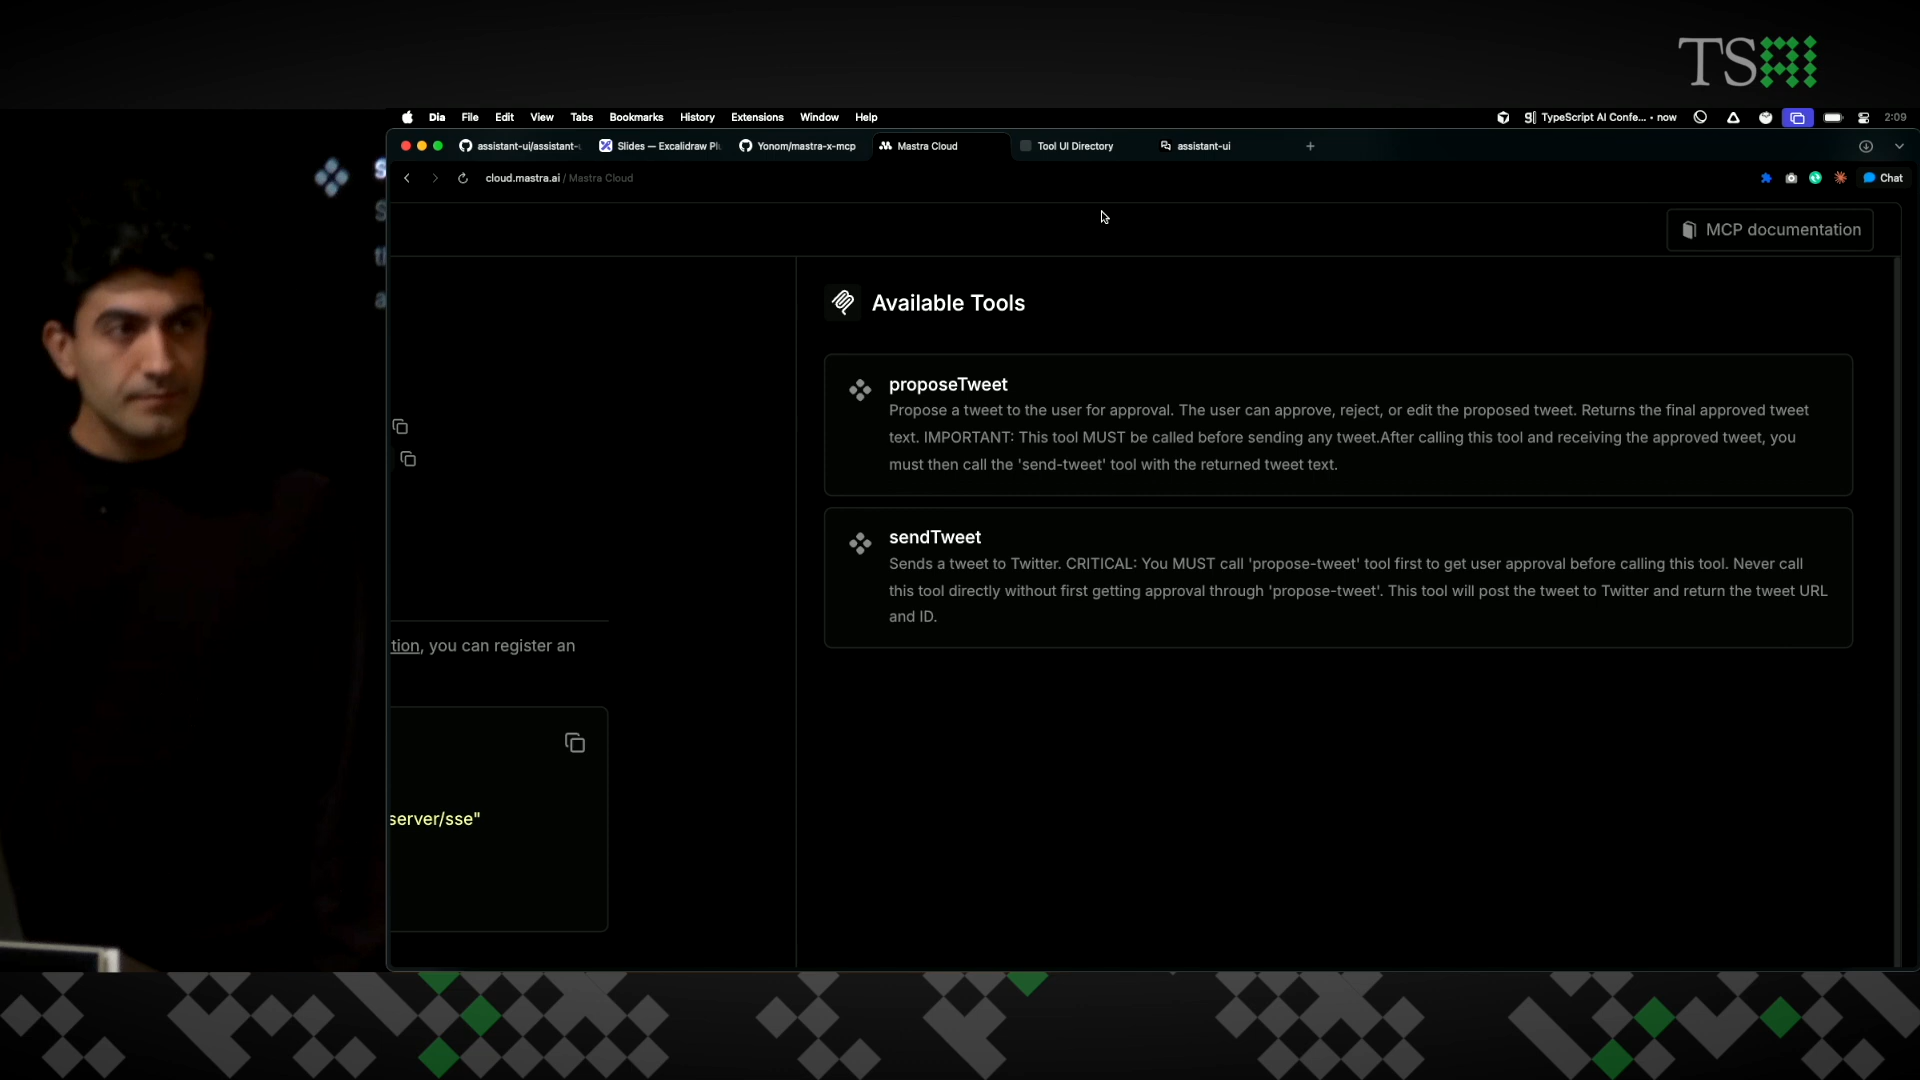 TSAI
Dia File Edit View Tabs Bookmarks History Extensions Window Help
TypeScript AI Confe... • now
2:09
assistant-ui/assistant-
Slides — Excalidraw Pl
Yonom/mastra-x-mcp
Mastra Cloud
Tool UI Directory
assistant-ui
cloud.mastra.ai / Mastra Cloud
Chat
MCP documentation
tion, you can register an
server/sse"
Available Tools
proposeTweet
Propose a tweet to the user for approval. The user can approve, reject, or edit the proposed tweet. Returns the final approved tweet
text. IMPORTANT: This tool MUST be called before sending any tweet.After calling this tool and receiving the approved tweet, you
must then call the 'send-tweet' tool with the returned tweet text.
sendTweet
Sends a tweet to Twitter. CRITICAL: You MUST call 'propose-tweet' tool first to get user approval before calling this tool. Never call
this tool directly without first getting approval through 'propose-tweet'. This tool will post the tweet to Twitter and return the tweet URL
and ID.